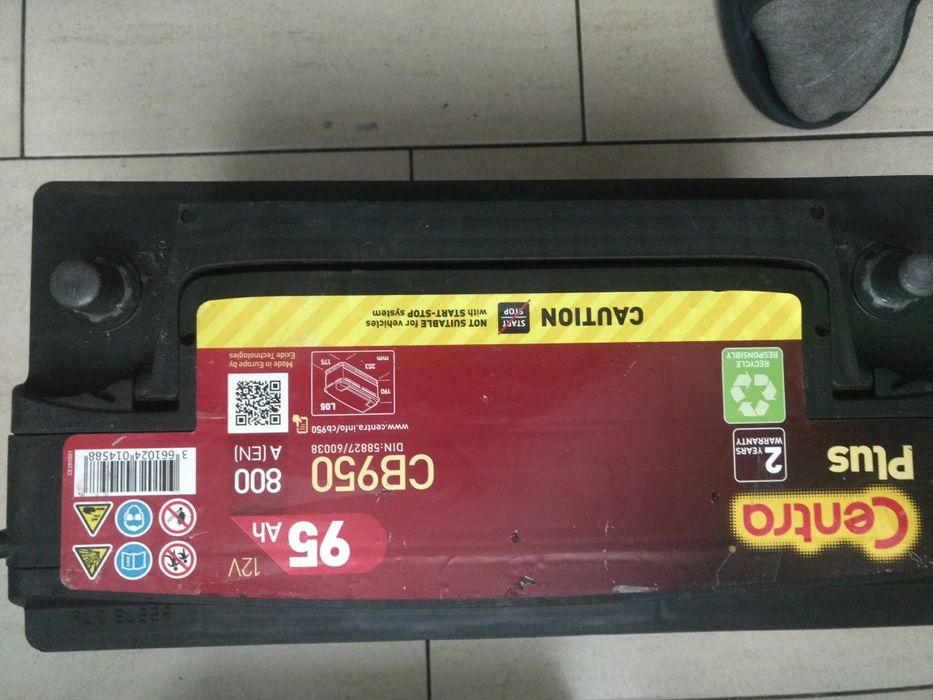 Centra
Plus
2
YEARS
WARRANTY
RECYCLE
RESPONSIBLY
95 Ah
12V
CB950
DIN:58827/60038
800
A (EN)
www.centra.info/cb950
L05
190
353
175
mm
Made in Europe by
Exide Technologies
3 661024 014588
CAUTION
START
STOP
NOT SUITABLE for vehicles
with START-STOP system